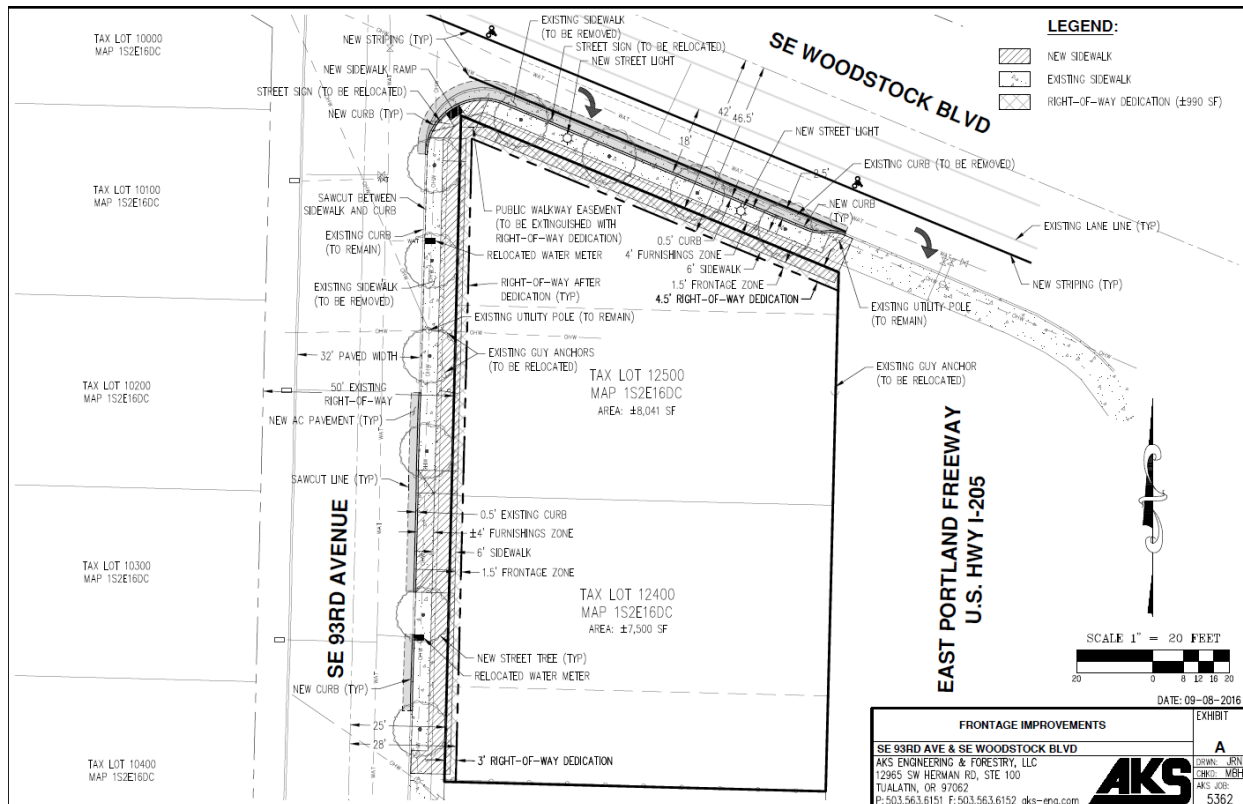 TAX LOT 10000
MAP 1S2E16DC
TAX LOT 10100
MAP 1S2E16DC
TAX LOT 10200
MAP 1S2E16DC
TAX LOT 10300
MAP 1S2E16DC
TAX LOT 10400
MAP 1S2E16DC
EXISTING SIDEWALK
(TO BE REMOVED)
NEW STRIPING (TYP)
STREET SIGN (TO BE RELOCATED)
NEW STREET LIGHT
NEW SIDEWALK RAMP
STREET SIGN (TO BE RELOCATED)
NEW CURB (TYP)
SE WOODSTOCK BLVD
LEGEND:
NEW SIDEWALK
EXISTING SIDEWALK
RIGHT-OF-WAY DEDICATION (±990 SF)
42'
46.5'
18'
NEW STREET LIGHT
EXISTING CURB (TO BE REMOVED)
NEW CURB
(TYP)
EXISTING LANE LINE (TYP)
NEW STRIPING (TYP)
SAWCUT BETWEEN
SIDEWALK AND CURB
EXISTING CURB
(TO REMAIN)
EXISTING SIDEWALK
(TO BE REMOVED)
PUBLIC WALKWAY EASEMENT
(TO BE EXTINGUISHED WITH
RIGHT-OF-WAY DEDICATION)
RELOCATED WATER METER
RIGHT-OF-WAY AFTER
DEDICATION (TYP)
0.5' CURB
4' FURNISHINGS ZONE
6' SIDEWALK
1.5' FRONTAGE ZONE
4.5' RIGHT-OF-WAY DEDICATION
EXISTING UTILITY POLE
(TO REMAIN)
EXISTING UTILITY POLE (TO REMAIN)
EXISTING GUY ANCHORS
(TO BE RELOCATED)
EXISTING GUY ANCHOR
(TO BE RELOCATED)
32' PAVED WIDTH
50' EXISTING
RIGHT-OF-WAY
NEW AC PAVEMENT (TYP)
SAWCUT LINE (TYP)
TAX LOT 12500
MAP 1S2E16DC
AREA: ±8,041 SF
0.5' EXISTING CURB
±4' FURNISHINGS ZONE
6' SIDEWALK
1.5' FRONTAGE ZONE
TAX LOT 12400
MAP 1S2E16DC
AREA: ±7,500 SF
SE 93RD AVENUE
EAST PORTLAND FREEWAY
U.S. HWY I-205
NEW STREET TREE (TYP)
RELOCATED WATER METER
NEW CURB (TYP)
25'
28'
3' RIGHT-OF-WAY DEDICATION
SCALE 1" = 20 FEET
20 0 8 12 16 20
DATE: 09-08-2016
FRONTAGE IMPROVEMENTS
SE 93RD AVE & SE WOODSTOCK BLVD
AKS ENGINEERING & FORESTRY, LLC
12965 SW HERMAN RD, STE 100
TUALATIN, OR 97062
P:503.563.6151 F:503.563.6152 aks-eng.com
AKS
EXHIBIT
A
DRWN: JRN
CHKD: MBH
AKS JOB:
5362